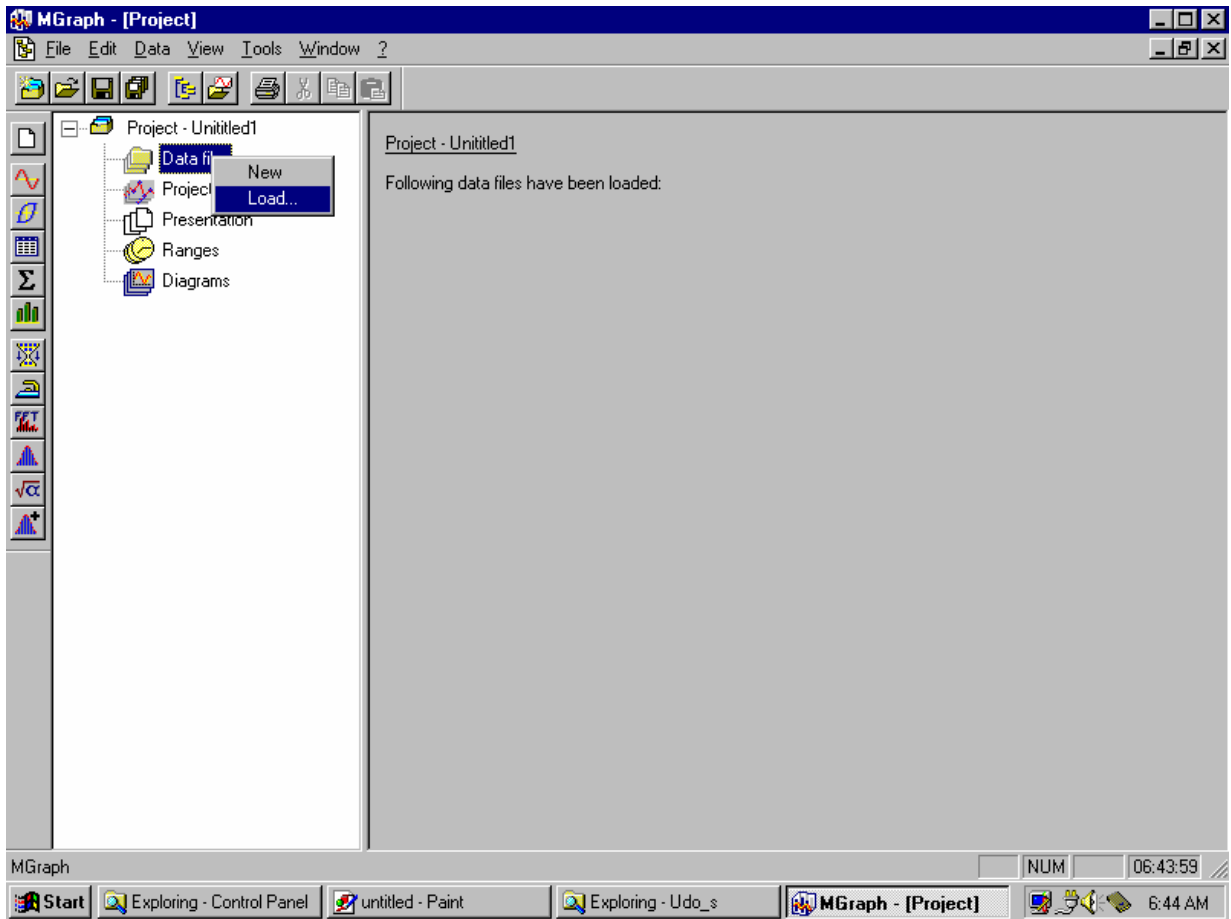 MGraph - [Project]
File Edit Data View Tools Window ?
Project - Unititled1
Data fil
New
Project
Load...
Presentation
Ranges
Diagrams
Project - Unititled1
Following data files have been loaded:
Σ
FFT
√α
MGraph
NUM
06:43:59
Start
Exploring - Control Panel
untitled - Paint
Exploring - Udo_s
MGraph - [Project]
6:44 AM